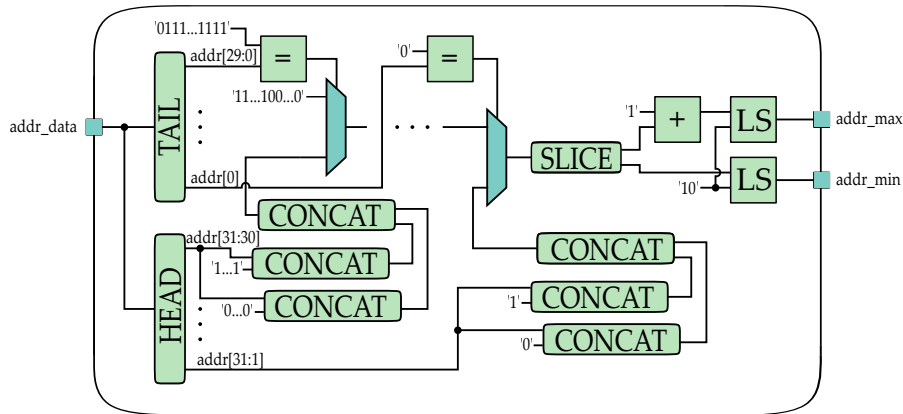 '0111...1111'
addr[29:0]
=
'0'
=
'11...100...0'
'1'
+
LS
addr_max
addr_data
TAIL
. . .
. . . .
SLICE
addr[0]
'10'
LS
addr_min
CONCAT
addr[31:30]
CONCAT
'1...1'
CONCAT
HEAD
CONCAT
'0...0'
. . .
'1'
CONCAT
'0'
CONCAT
addr[31:1]